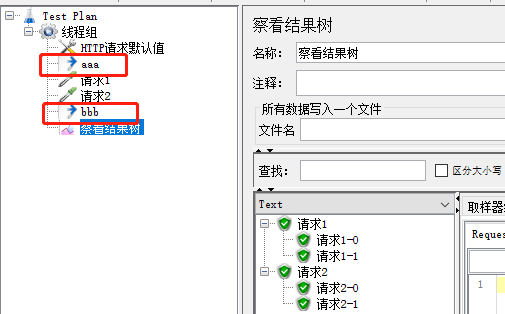 Test Plan
线程组
HTTP请求默认值
aaa
请求1
请求2
bbb
察看结果树
察看结果树
名称: 察看结果树
注释:
所有数据写入一个文件
文件名
查找: 区分大小写
Text
请求1
请求1-0
请求1-1
请求2
请求2-0
请求2-1
取样器
Reque
1